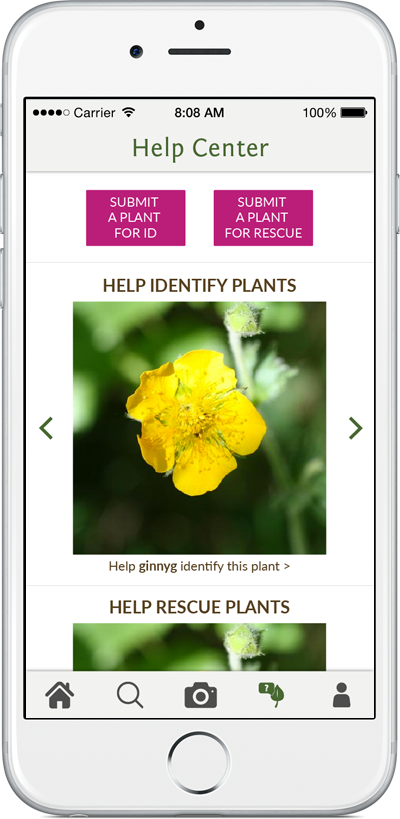 Carrier 8:08 AM 100%
Help Center
SUBMIT
A PLANT
FOR ID
SUBMIT
A PLANT
FOR RESCUE
HELP IDENTIFY PLANTS
Help ginnyg identify this plant >
HELP RESCUE PLANTS
?